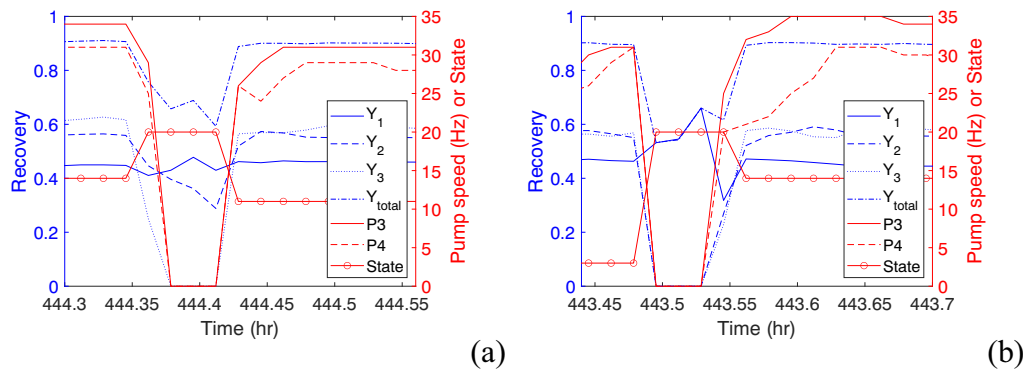 1
0.8
0.6
0.4
0.2
0
Recovery
35
30
25
20
15
10
5
0
Pump speed (Hz) or State
Y1
Y2
Y3
Ytotal
P3
P4
State
444.3 444.35 444.4 444.45 444.5 444.55
Time (hr)
(a)
1
0.8
0.6
0.4
0.2
0
Recovery
35
30
25
20
15
10
5
0
Pump speed (Hz) or State
Y1
Y2
Y3
Ytotal
P3
P4
State
443.45 443.5 443.55 443.6 443.65 443.7
Time (hr)
(b)